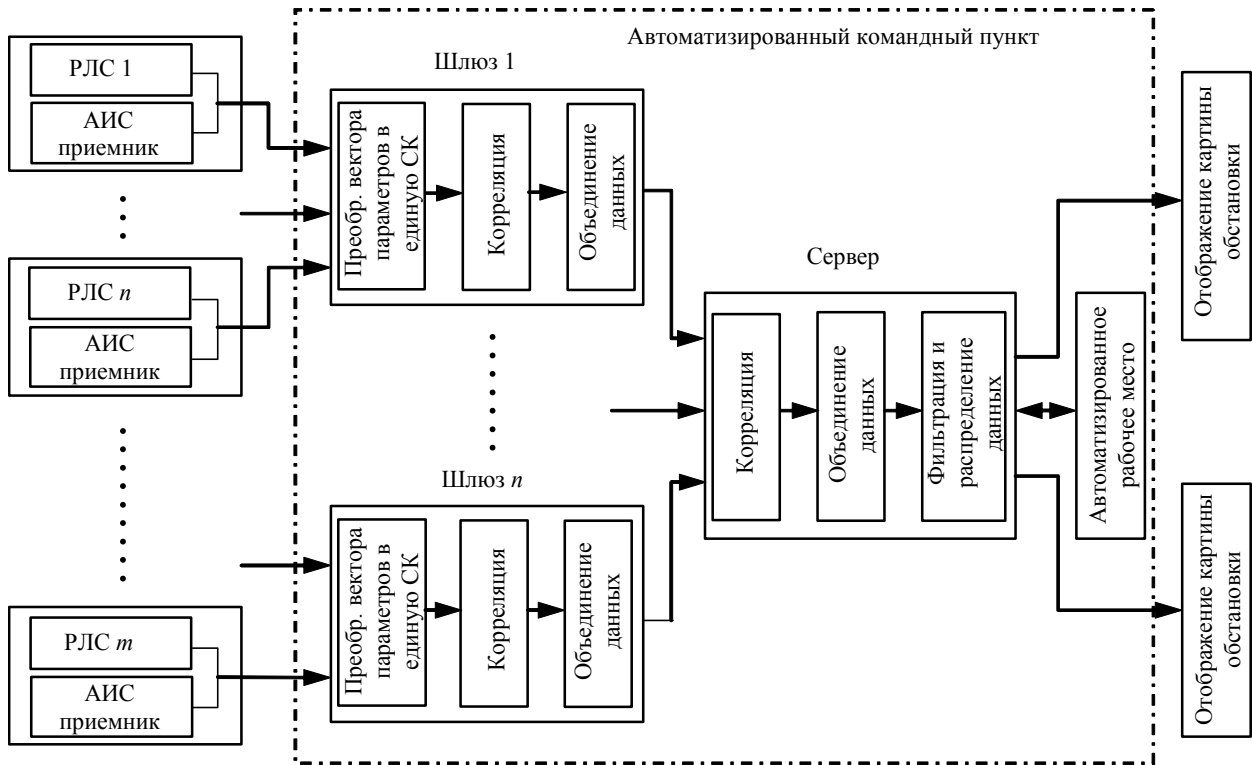 Автоматизированный командный пункт
РЛС 1
АИС
приемник
РЛС n
АИС
приемник
РЛС m
АИС
приемник
Шлюз 1
Преобр. вектора
параметров в
единую СК
Корреляция
Объединение
данных
Шлюз n
Преобр. вектора
параметров в
единую СК
Корреляция
Объединение
данных
Сервер
Корреляция
Объединение
данных
Фильтрация и
распределение
данных
Автоматизированное
рабочее место
Отображение картины
обстановки
Отображение картины
обстановки